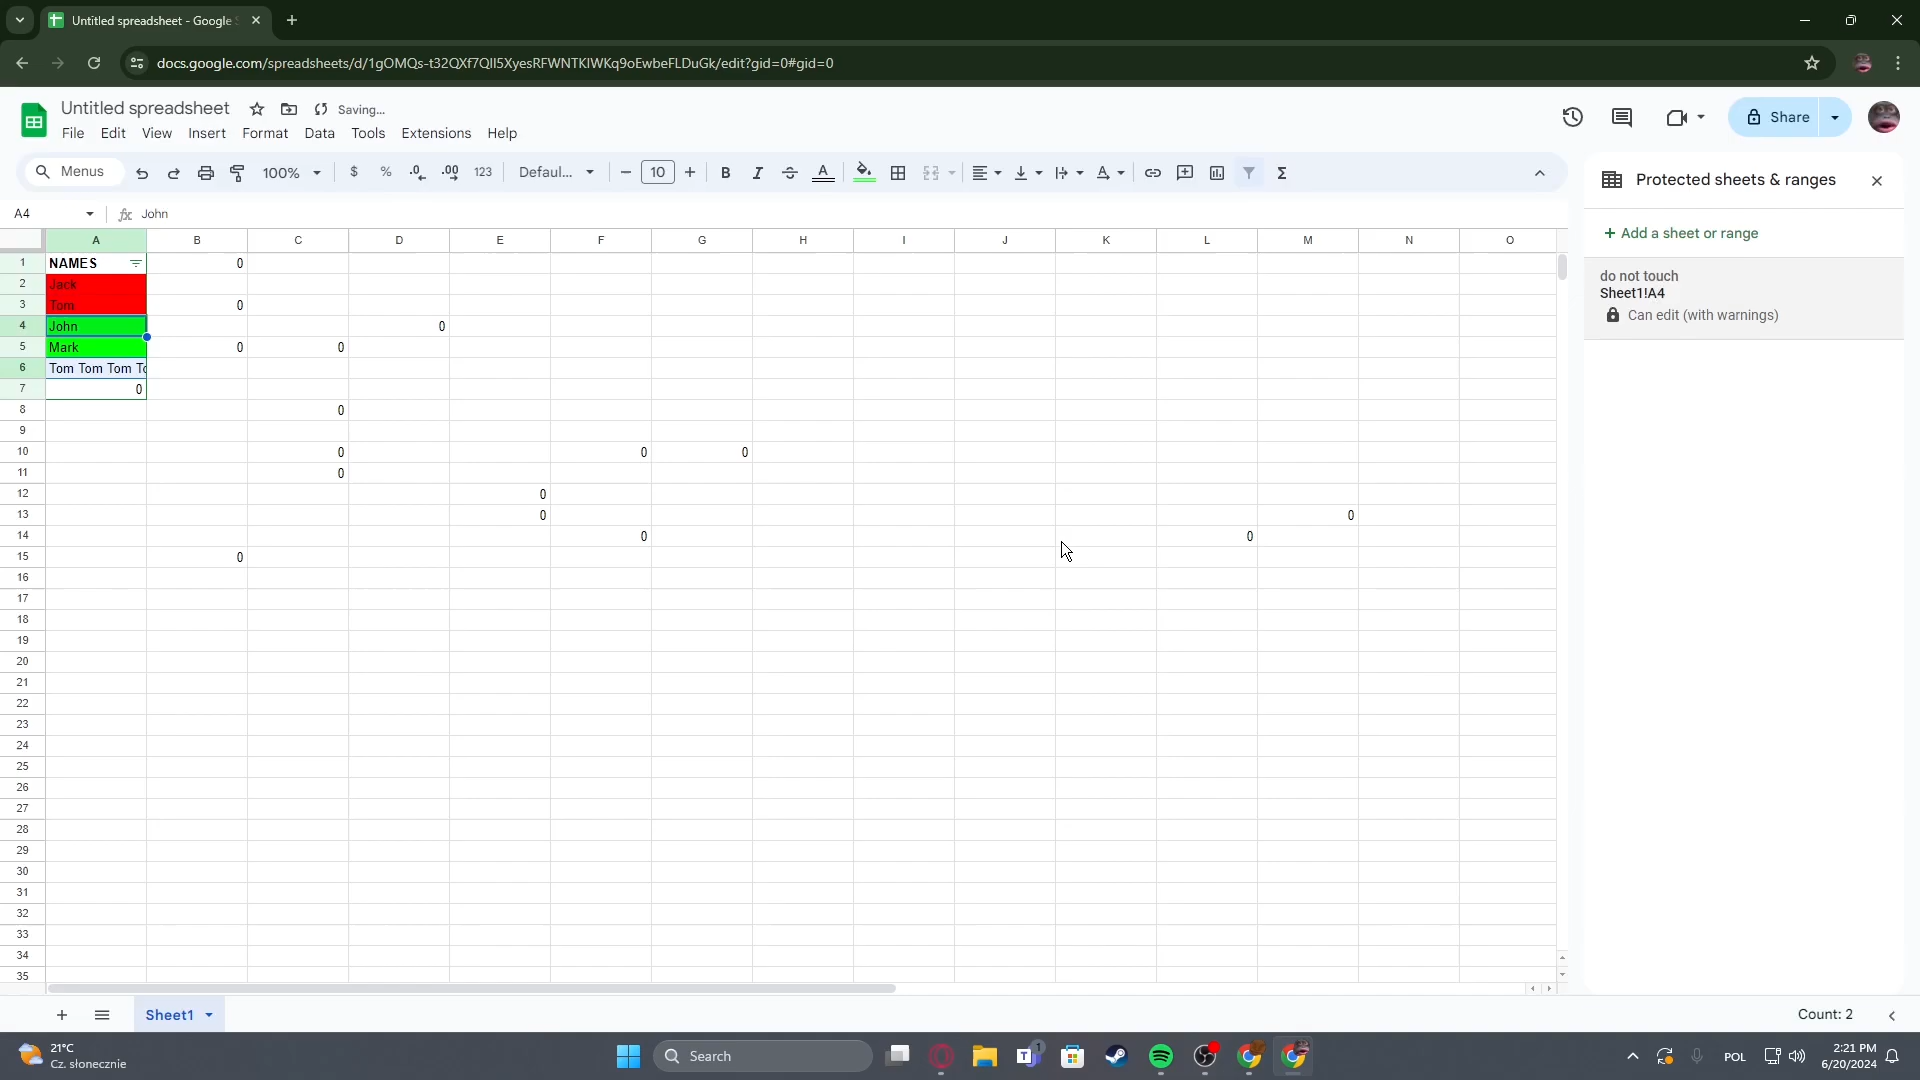 Untitled spreadsheet - Google S
docs.google.com/spreadsheets/d/1gOMQs-t32QXf7QlI5XyesRFWNTKlWKq9oEwbeFLDuGk/edit?gid=0#gid=0
Untitled spreadsheet Saving...
File Edit View Insert Format Data Tools Extensions Help
Share
Menus 100% $ % .0 .00 123 Defaul... 10 B I A
A4 fx John
A B C D E F G H I J K L M N O
1 NAMES 0
2 Jack
3 Tom 0
4 John 0
5 Mark 0 0
6 Tom Tom Tom To
7 0
8 0
9
10 0 0 0
11 0
12 0
13 0 0
14 0 0
15 0
16
17
18
19
20
21
22
23
24
25
26
27
28
29
30
31
32
33
34
35
Protected sheets & ranges
+ Add a sheet or range
do not touch
Sheet1!A4
Can edit (with warnings)
Sheet1
Count: 2
21°C
Cz. słonecznie
Search
1
POL
2:21 PM
6/20/2024